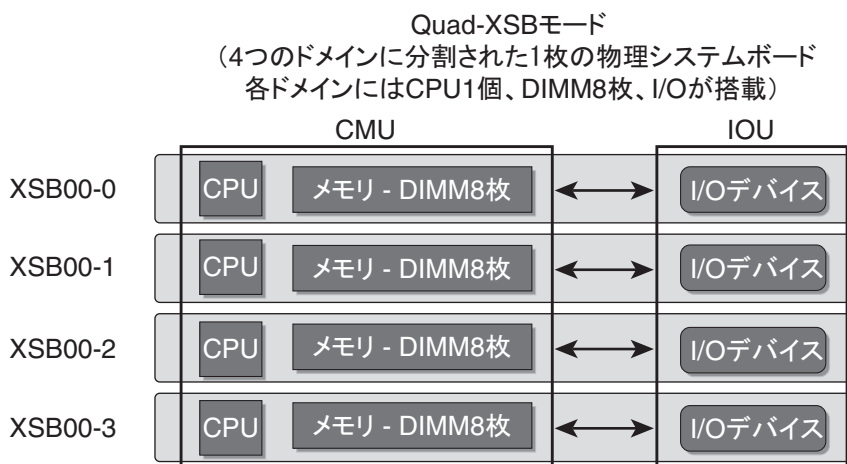 Quad-XSBモード
（4つのドメインに分割された1枚の物理システムボード
各ドメインにはCPU1個、DIMM8枚、I/Oが搭載）
CMU IOU
XSB00-0 CPU メモリ - DIMM8枚 I/Oデバイス
XSB00-1 CPU メモリ - DIMM8枚 I/Oデバイス
XSB00-2 CPU メモリ - DIMM8枚 I/Oデバイス
XSB00-3 CPU メモリ - DIMM8枚 I/Oデバイス